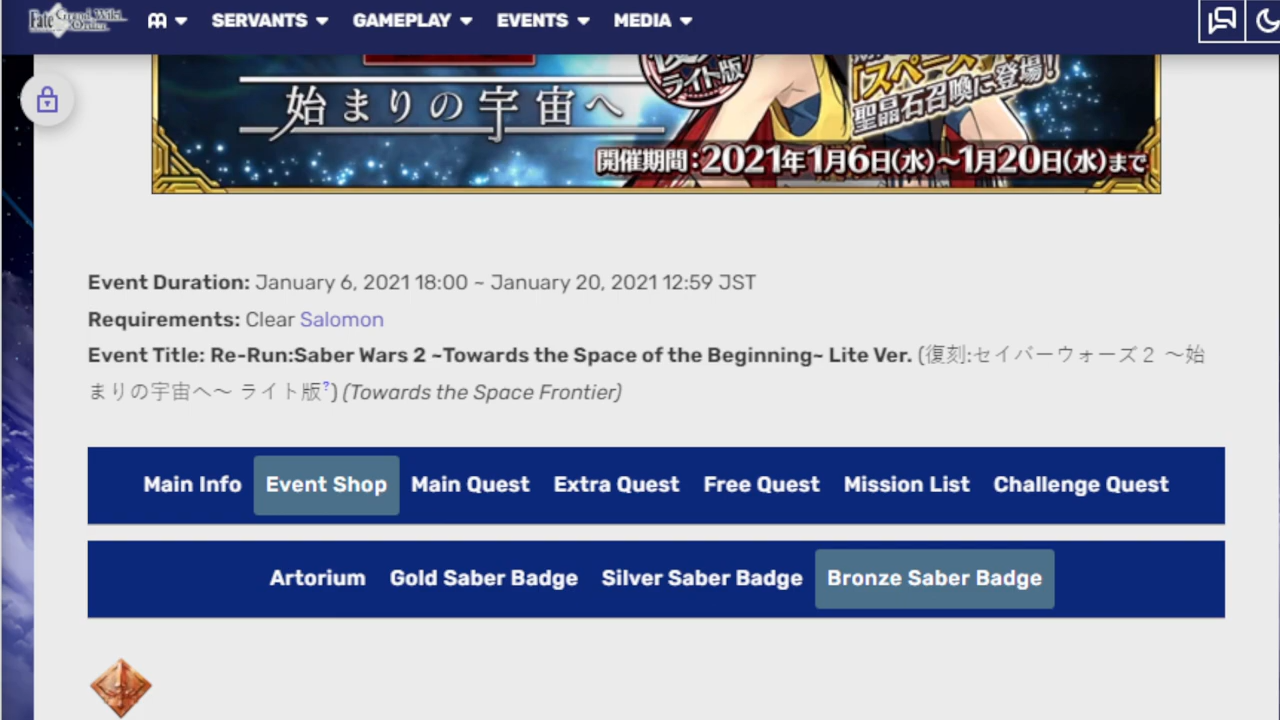 Fate Grand Wiki Order SERVANTS GAMEPLAY EVENTS MEDIA
ライト版
聖晶石召喚に登場!
始まりの宇宙へ
開催期間:2021年1月6日(水)~1月20日(水)まで
Event Duration: January 6, 2021 18:00 ~ January 20, 2021 12:59 JST
Requirements: Clear Salomon
Event Title: Re-Run:Saber Wars 2 ~Towards the Space of the Beginning~ Lite Ver. (復刻:セイバーウォーズ2 ～始
まりの宇宙へ～ ライト版?) (Towards the Space Frontier)
Main Info Event Shop Main Quest Extra Quest Free Quest Mission List Challenge Quest
Artorium Gold Saber Badge Silver Saber Badge Bronze Saber Badge